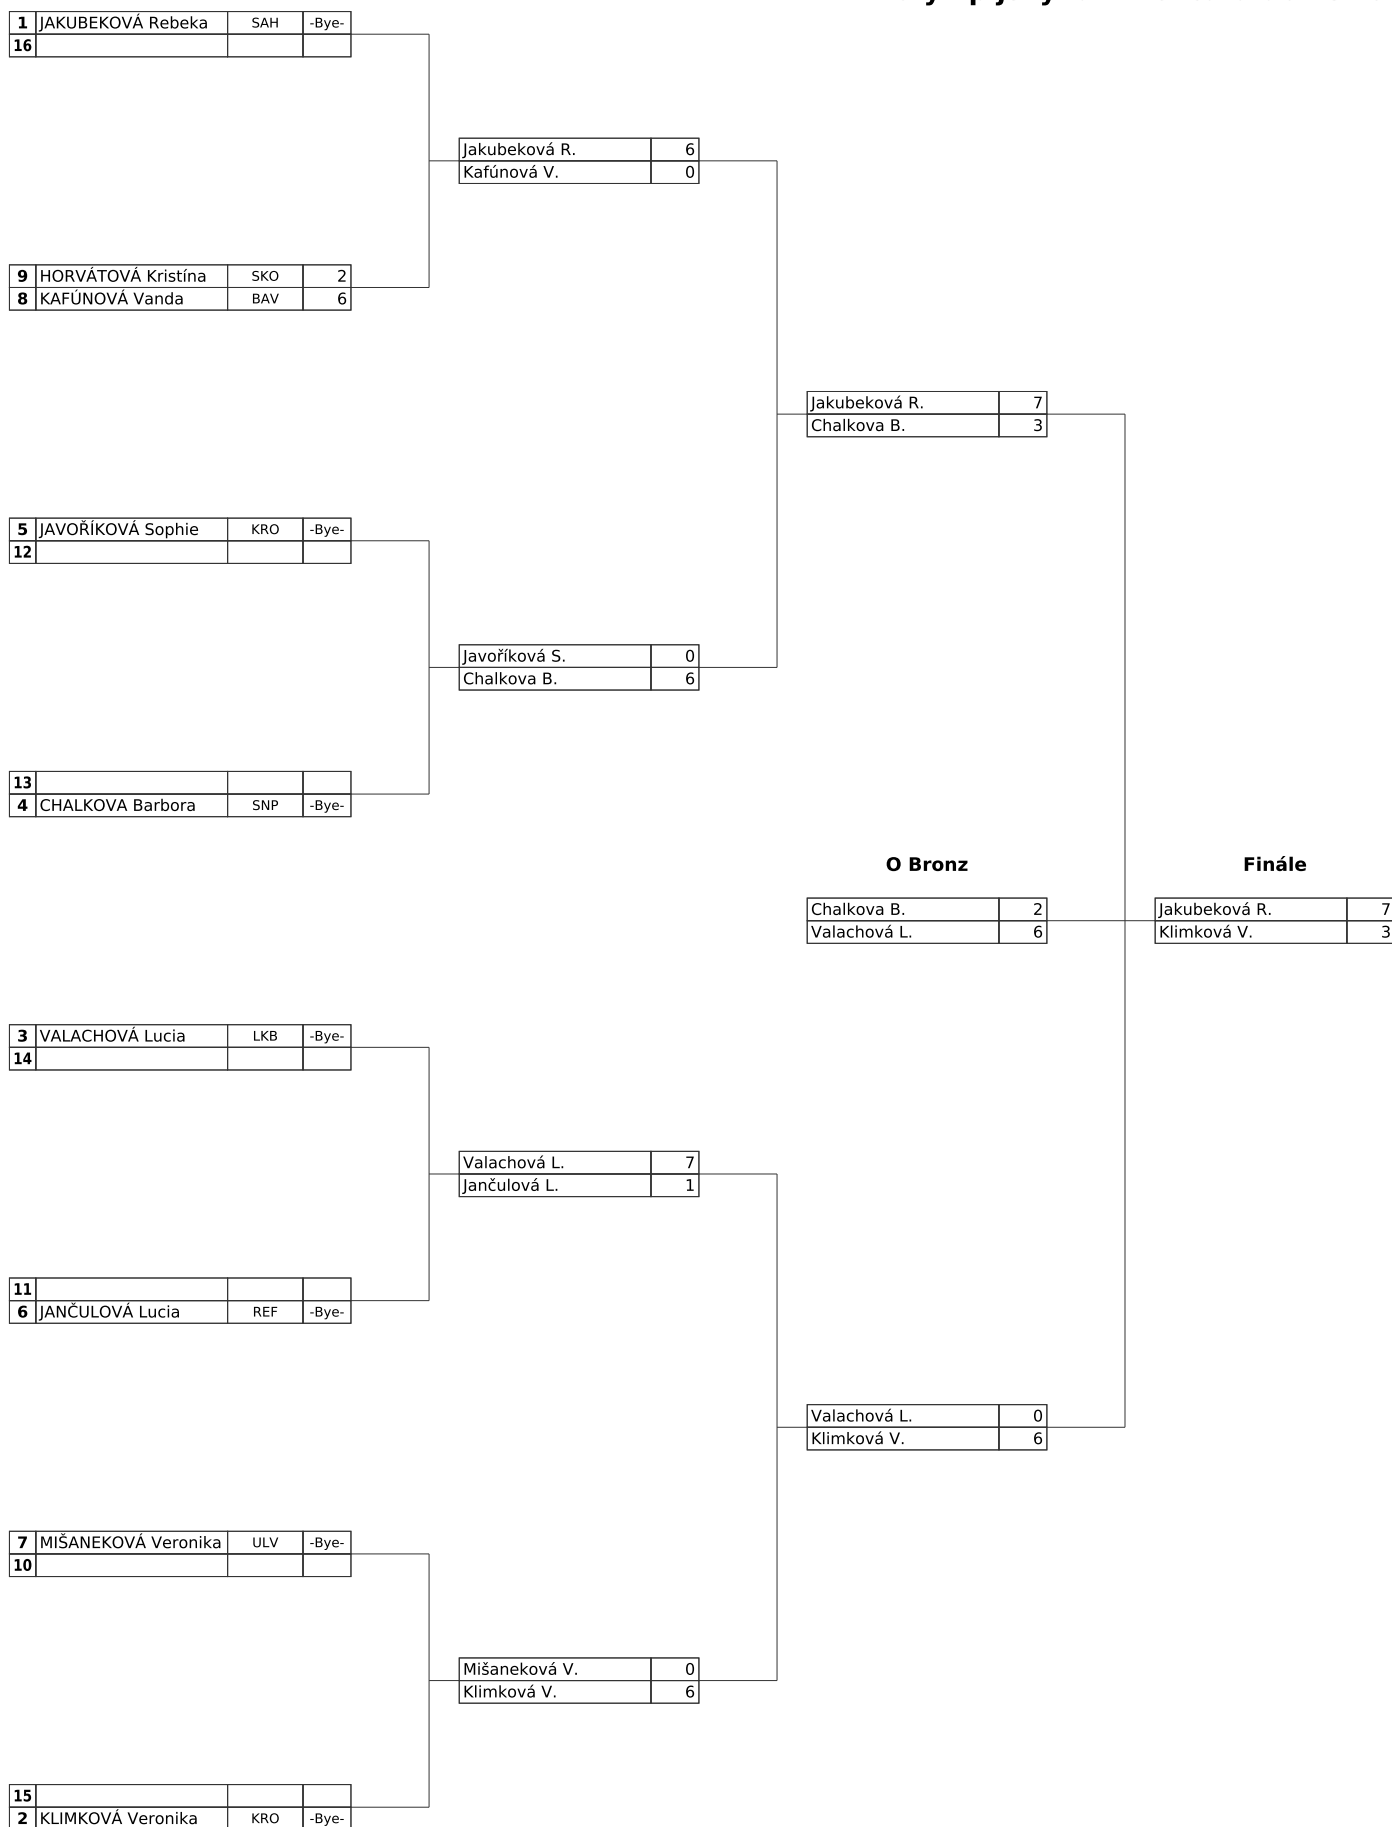 1 JAKUBEKOVÁ Rebeka SAH -Bye-
16
Jakubeková R. 6
Kafúnová V. 0
9 HORVÁTOVÁ Kristína SKO 2
8 KAFÚNOVÁ Vanda BAV 6
Jakubeková R. 7
Chalkova B. 3
5 JAVOŘÍKOVÁ Sophie KRO -Bye-
12
Javoříková S. 0
Chalkova B. 6
13
4 CHALKOVA Barbora SNP -Bye-
O Bronz
Finále
Chalkova B. 2
Valachová L. 6
Jakubeková R. 7
Klimková V. 3
3 VALACHOVÁ Lucia LKB -Bye-
14
Valachová L. 7
Jančulová L. 1
11
6 JANČULOVÁ Lucia REF -Bye-
Valachová L. 0
Klimková V. 6
7 MIŠANEKOVÁ Veronika ULV -Bye-
10
Mišaneková V. 0
Klimková V. 6
15
2 KLIMKOVÁ Veronika KRO -Bye-